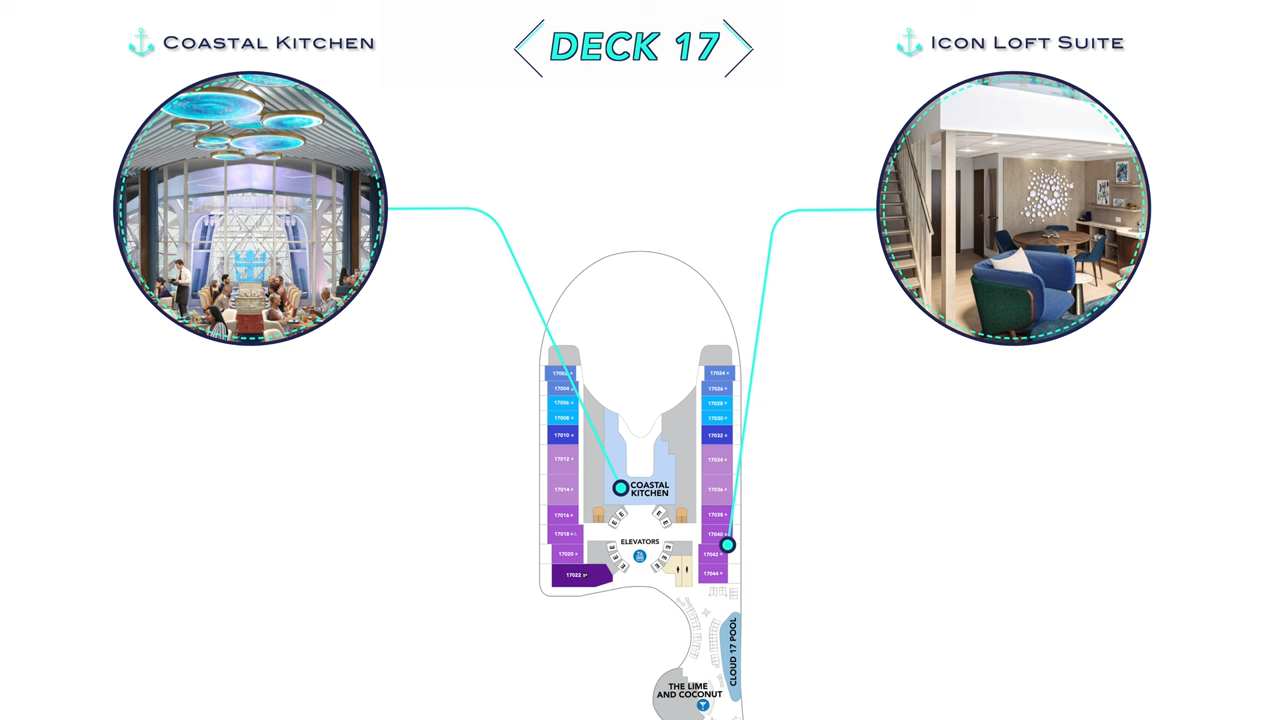 COASTAL KITCHEN
DECK 17
ICON LOFT SUITE
17002
17004
17006
17008
17010
17012
17014
17016
17018
17020
17022
17024
17026
17028
17030
17032
17034
17036
17038
17040
17042
17044
COASTAL
KITCHEN
E E E E
ELEVATORS
E E E E E E
CLOUD 17 POOL
THE LIME
AND COCONUT